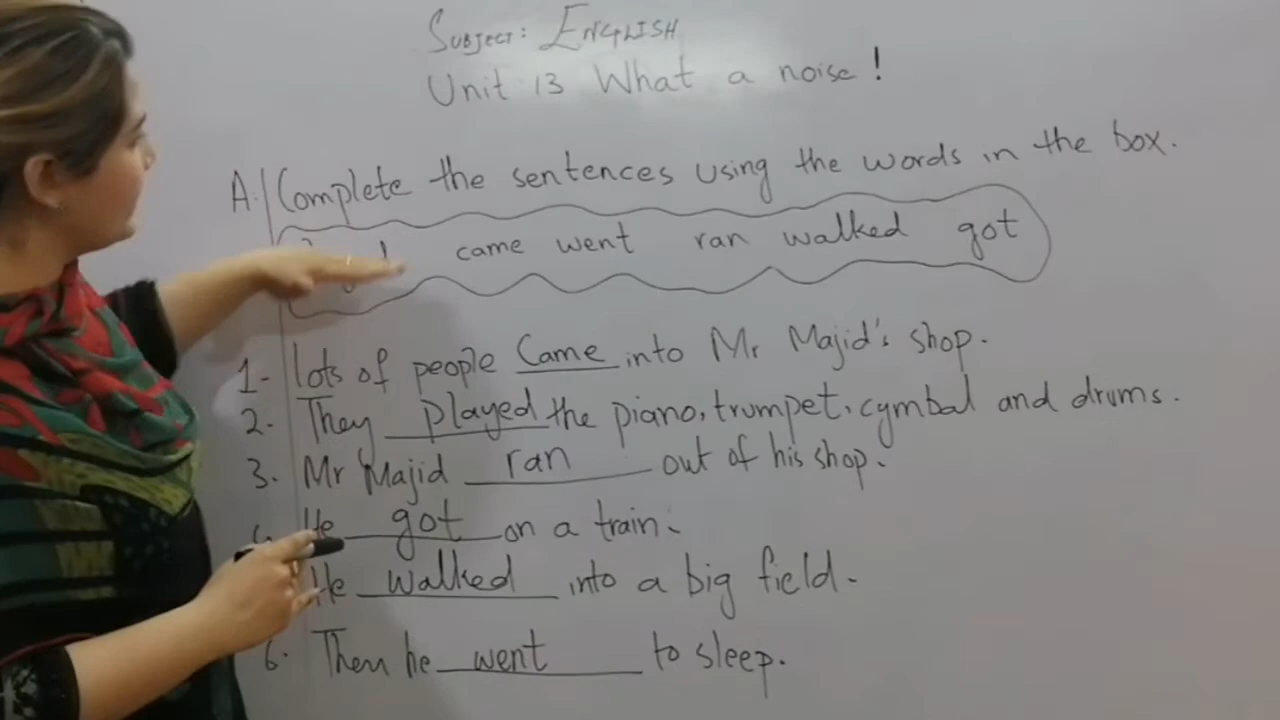 Subject: English
Unit 13 What a noise!
A. Complete the sentences using the words in the box.
came went ran walked got
1- lots of people Came into Mr Majid's shop.
2. They played the piano, trumpet, cymbal and drums.
3. Mr Majid ran out of his shop.
He got on a train.
He walked into a big field.
6. Then he went to sleep.